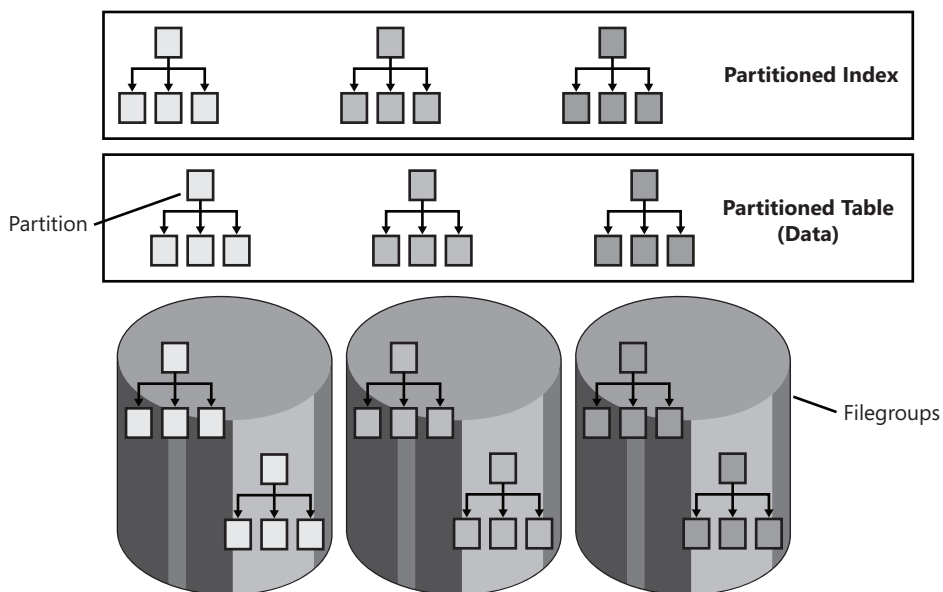 Partitioned Index
Partition
Partitioned Table
(Data)
Filegroups